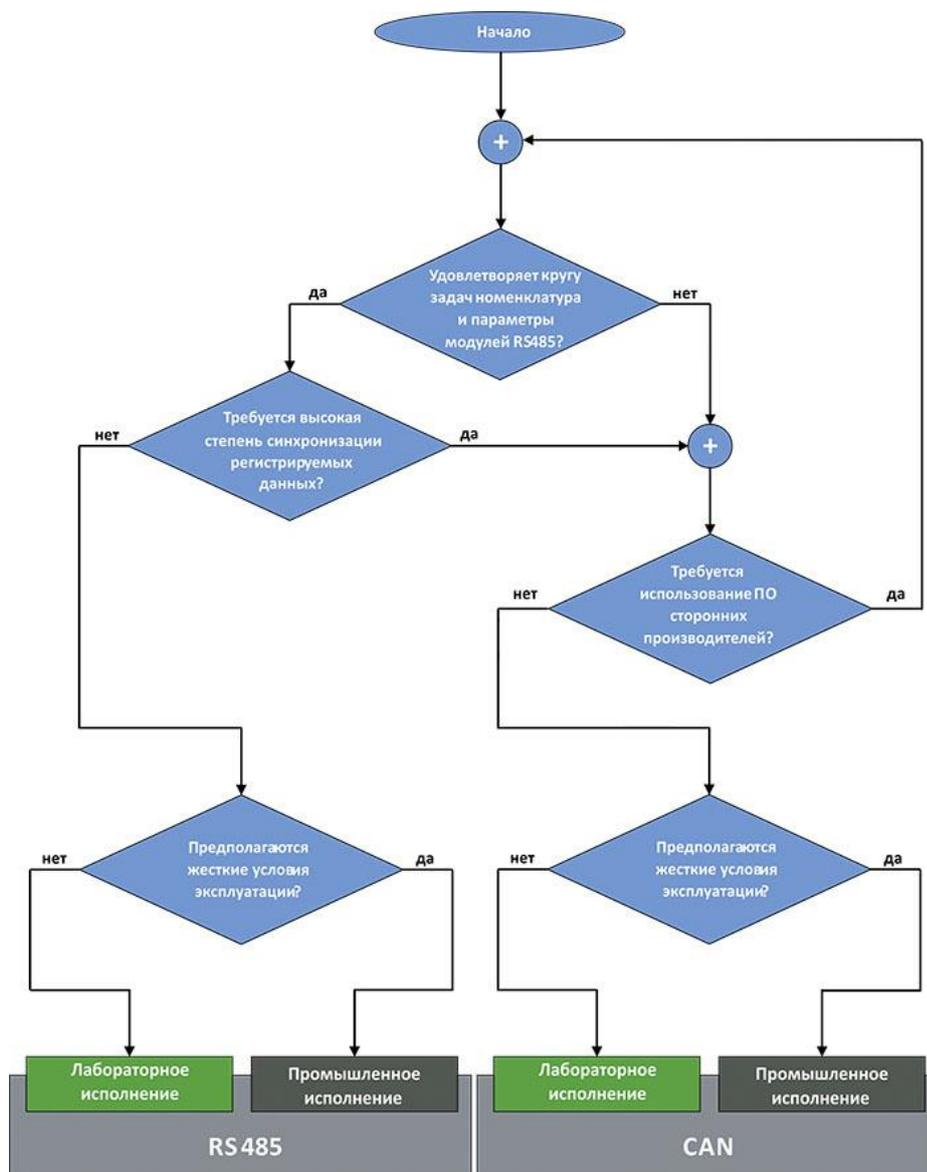 Начало
+
Удовлетворяет кругу
задач номенклатура
и параметры
модулей RS485?
да
нет
Требуется высокая
степень синхронизации
регистрируемых
данных?
нет
да
+
Требуется
использование ПО
сторонних
производителей?
нет
да
Предполагаются
жесткие условия
эксплуатации?
нет
да
Предполагаются
жесткие условия
эксплуатации?
нет
да
Лабораторное
исполнение
Промышленное
исполнение
Лабораторное
исполнение
Промышленное
исполнение
RS485
CAN